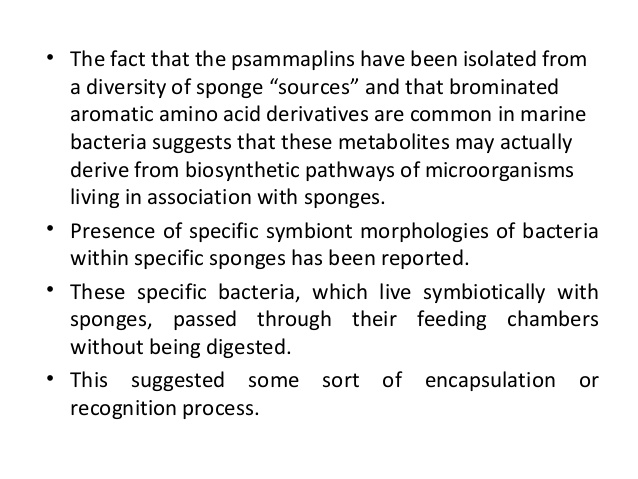 • The fact that the psammaplins have been isolated from
a diversity of sponge “sources” and that brominated
aromatic amino acid derivatives are common in marine
bacteria suggests that these metabolites may actually
derive from biosynthetic pathways of microorganisms
living in association with sponges.
• Presence of specific symbiont morphologies of bacteria
within specific sponges has been reported.
• These specific bacteria, which live symbiotically with
sponges, passed through their feeding chambers
without being digested.
• This suggested some sort of encapsulation or
recognition process.